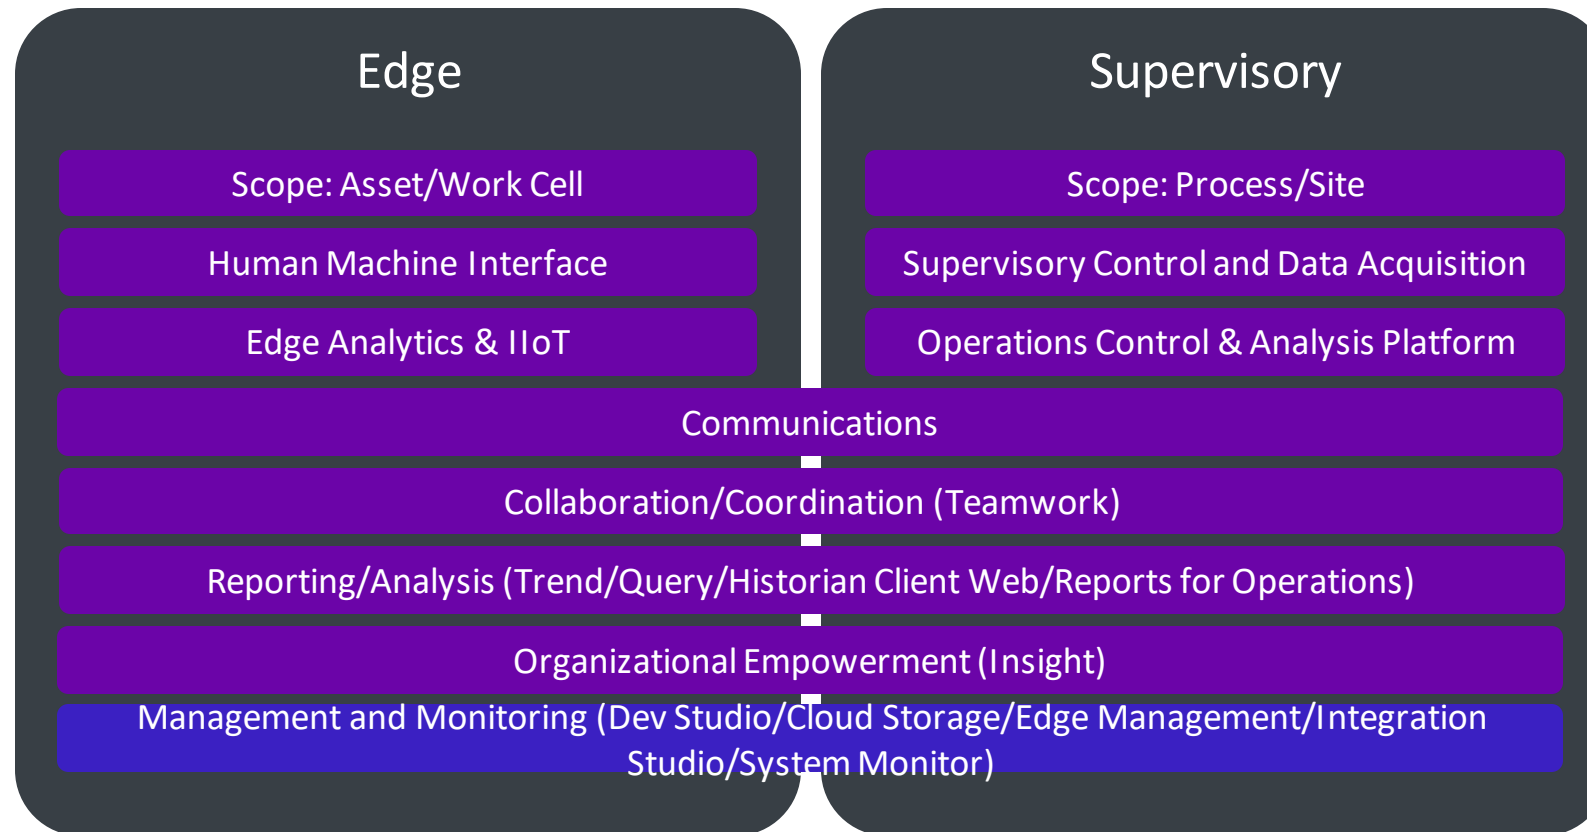 Edge
Scope: Asset/Work Cell
Human Machine Interface
Edge Analytics & IIoT
Supervisory
Scope: Process/Site
Supervisory Control and Data Acquisition
Operations Control & Analysis Platform
Communications
Collaboration/Coordination (Teamwork)
Reporting/Analysis (Trend/Query/Historian Client Web/Reports for Operations)
Organizational Empowerment (Insight)
Management and Monitoring (Dev Studio/Cloud Storage/Edge Management/Integration
Studio/System Monitor)